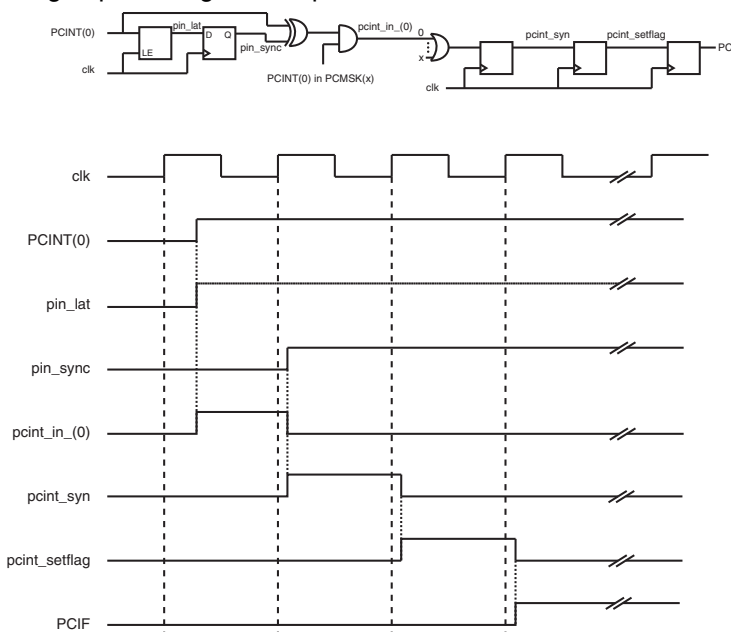 PCINT(0)
pin_lat
LE
D Q
pin_sync
clk
pcint_in_(0)
PCINT(0) in PCMSK(x)
0
x
clk
pcint_syn
pcint_setflag
clk
PCINT(0)
pin_lat
pin_sync
pcint_in_(0)
pcint_syn
pcint_setflag
PCIF